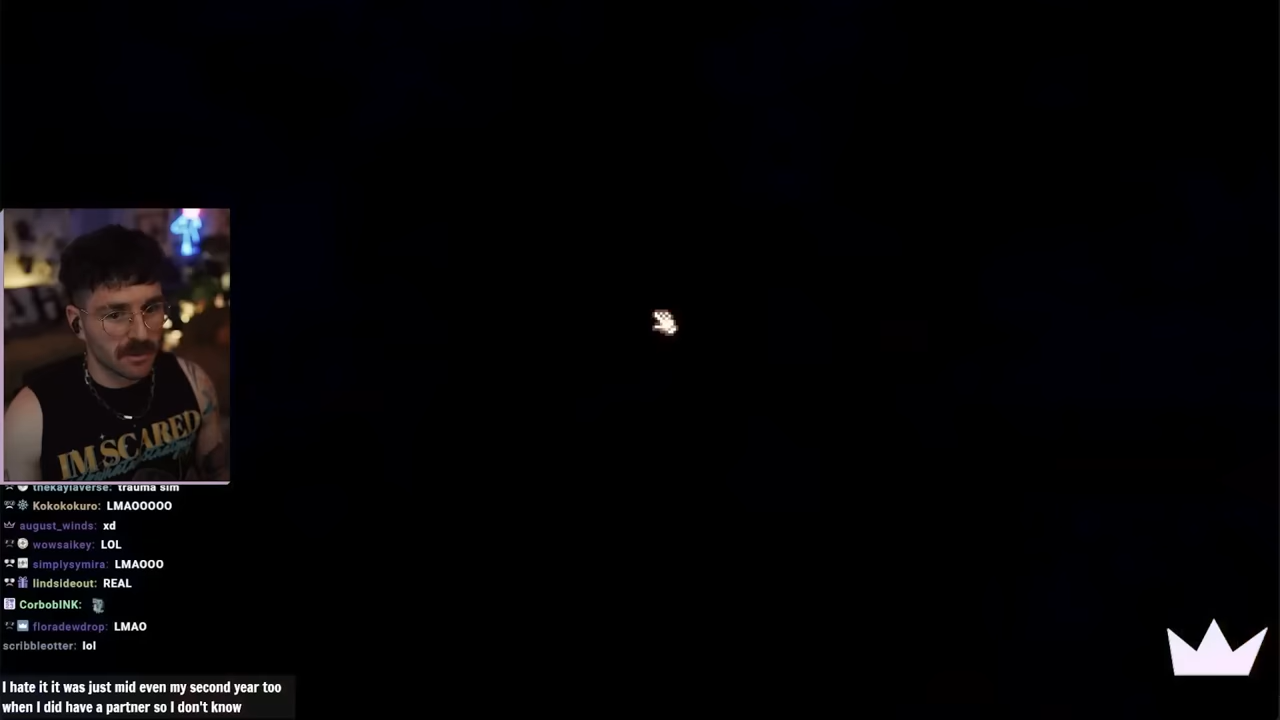 IM SCARED
thekaylaverse: trauma sim
Kokokokuro: LMAOOOOO
august_winds: xd
wowsaikey: LOL
simplysymira: LMAOOO
lindsideout: REAL
CorbobINK:
floradewdrop: LMAO
scribbleotter: lol
I hate it it was just mid even my second year too
when I did have a partner so I don't know